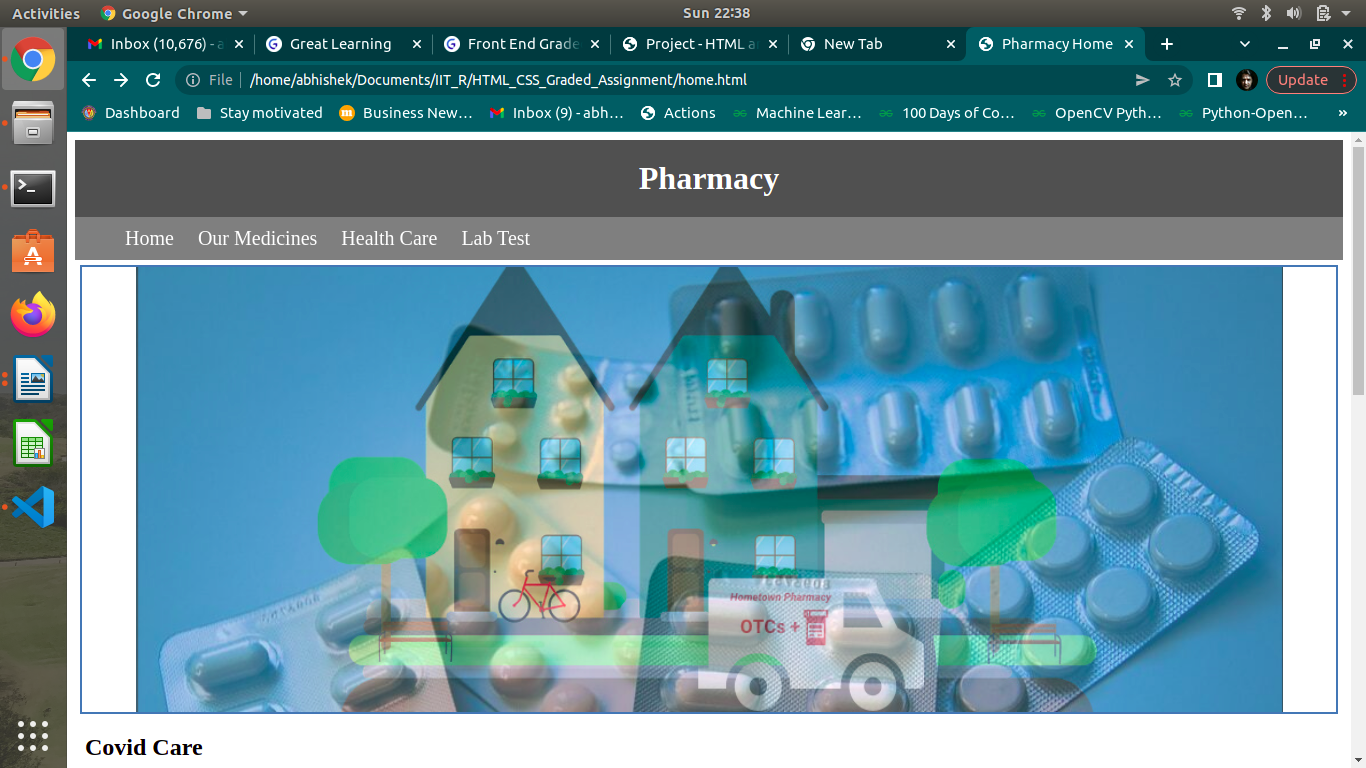 Activities Google Chrome Sun 22:38
Inbox (10,676) - a Great Learning Front End Grade Project - HTML a New Tab Pharmacy Home
File /home/abhishek/Documents/IIT_R/HTML_CSS_Graded_Assignment/home.html Update
Dashboard Stay motivated Business New… Inbox (9) - abh… Actions Machine Lear… 100 Days of Co… OpenCV Pyth… Python-Open… »
Pharmacy
Home Our Medicines Health Care Lab Test
Hometown Pharmacy
OTCs +
Covid Care